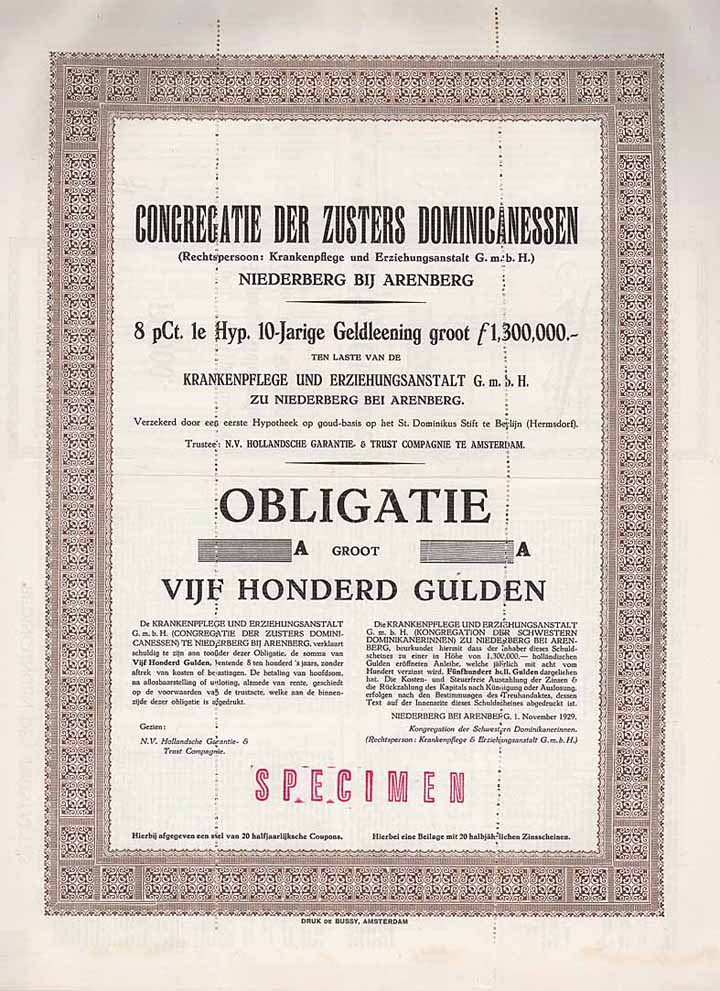 CONGREGATIE DER ZUSTERS DOMINICANESSEN
(Rechtspersoon: Krankenpflege und Erziehungsanstalt G. m. b. H.)
NIEDERBERG BIJ ARENBERG
8 pCt. 1e Hyp. 10-Jarige Geldleening groot ƒ 1,300,000.-
TEN LASTE VAN DE
KRANKENPFLEGE UND ERZIEHUNGSANSTALT G. m. b. H.
ZU NIEDERBERG BEI ARENBERG.
Verzekerd door een eerste Hypotheek op goud-basis op het St. Dominikus Stift te Berlijn (Hermsdorf).
Trustee: N.V. HOLLANDSCHE GARANTIE- & TRUST COMPAGNIE TE AMSTERDAM.
OBLIGATIE
A GROOT A
VIJF HONDERD GULDEN
De KRANKENPFLEGE UND ERZIEHUNGSANSTALT
G. m. b. H. (CONGREGATIE DER ZUSTERS DOMINI-
CANESSEN) TE NIEDERBERG BIJ ARENBERG, verklaart
schuldig te zijn aan toonder dezer Obligatie, de somma van
Vijf Honderd Gulden, rentende 8 ten honderd 's jaars, zonder
aftrek van kosten of belastingen. De betaling van hoofdsom,
na aflosbaarstelling of uitloting, alsmede van rente, geschiedt
op de voorwaarden van de trustacte, welke aan de binnen-
zijde dezer obligatie is afgedrukt.
Gezien:
N.V. Hollandsche Garantie- &
Trust Compagnie.
Die KRANKENPFLEGE UND ERZIEHUNGSANSTALT
G. m. b. H. (KONGREGATION DER SCHWESTERN
DOMINIKANERINNEN) ZU NIEDERBERG BEI AREN-
BERG, beurkundet hiermit dass der Inhaber dieses Schuld-
scheines zu einer in Höhe von 1.300.000— holländischen
Gulden eröffneten Anleihe, welche jährlich mit acht vom
Hundert verzinst wird, Fünfhundert holl. Gulden dargeliehen
hat. Die Kosten- und Steuerfreie Auszahlung der Zinsen &
die Rückzahlung des Kapitals nach Kündigung oder Auslosung,
erfolgen nach den Bestimmungen des Treuhandaktes, dessen
Text auf der Innenseite dieses Schuldscheines abgedruckt ist.
NIEDERBERG BEI ARENBERG, 1. November 1929.
Kongregation der Schwestern Dominikanerinnen.
(Rechtsperson: Krankenpflege & Erziehungsanstalt G. m. b. H.)
SPECIMEN
Hierbij afgegeven een stel van 20 halfjaarlijksche Coupons.
Hierbei eine Beilage mit 20 halbjährlichen Zinsscheinen.
DRUK DE BUSSY, AMSTERDAM